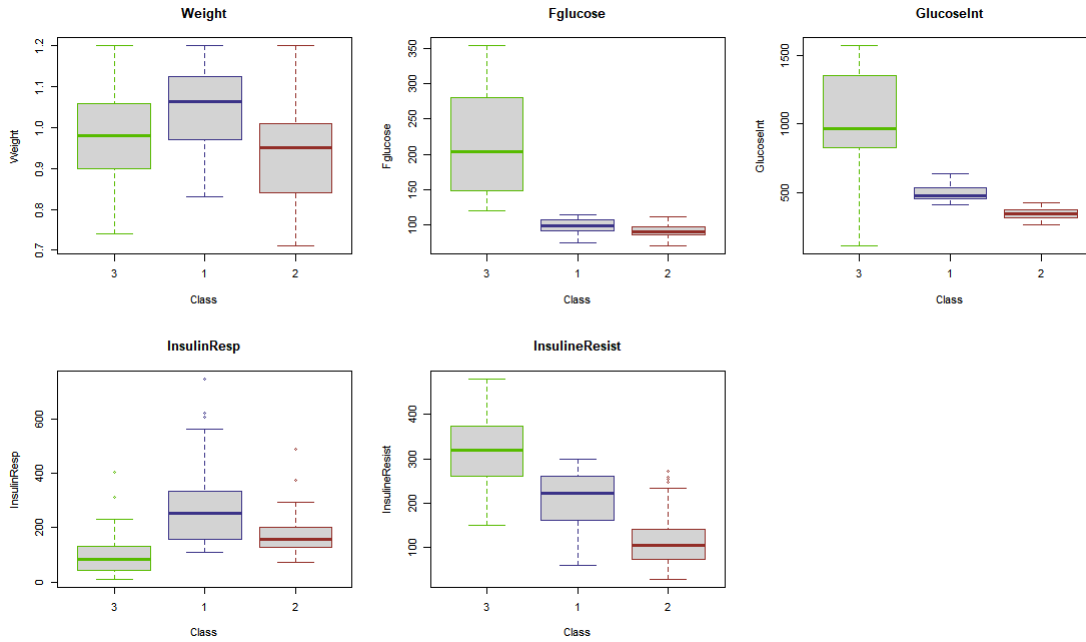 Weight
Weight
0.7 0.8 0.9 1.0 1.1 1.2
3 1 2
Class
Fglucose
Fglucose
100 150 200 250 300 350
3 1 2
Class
GlucoseInt
GlucoseInt
500 1000 1500
3 1 2
Class
InsulinResp
InsulinResp
0 200 400 600
3 1 2
Class
InsulineResist
InsulineResist
100 200 300 400
3 1 2
Class